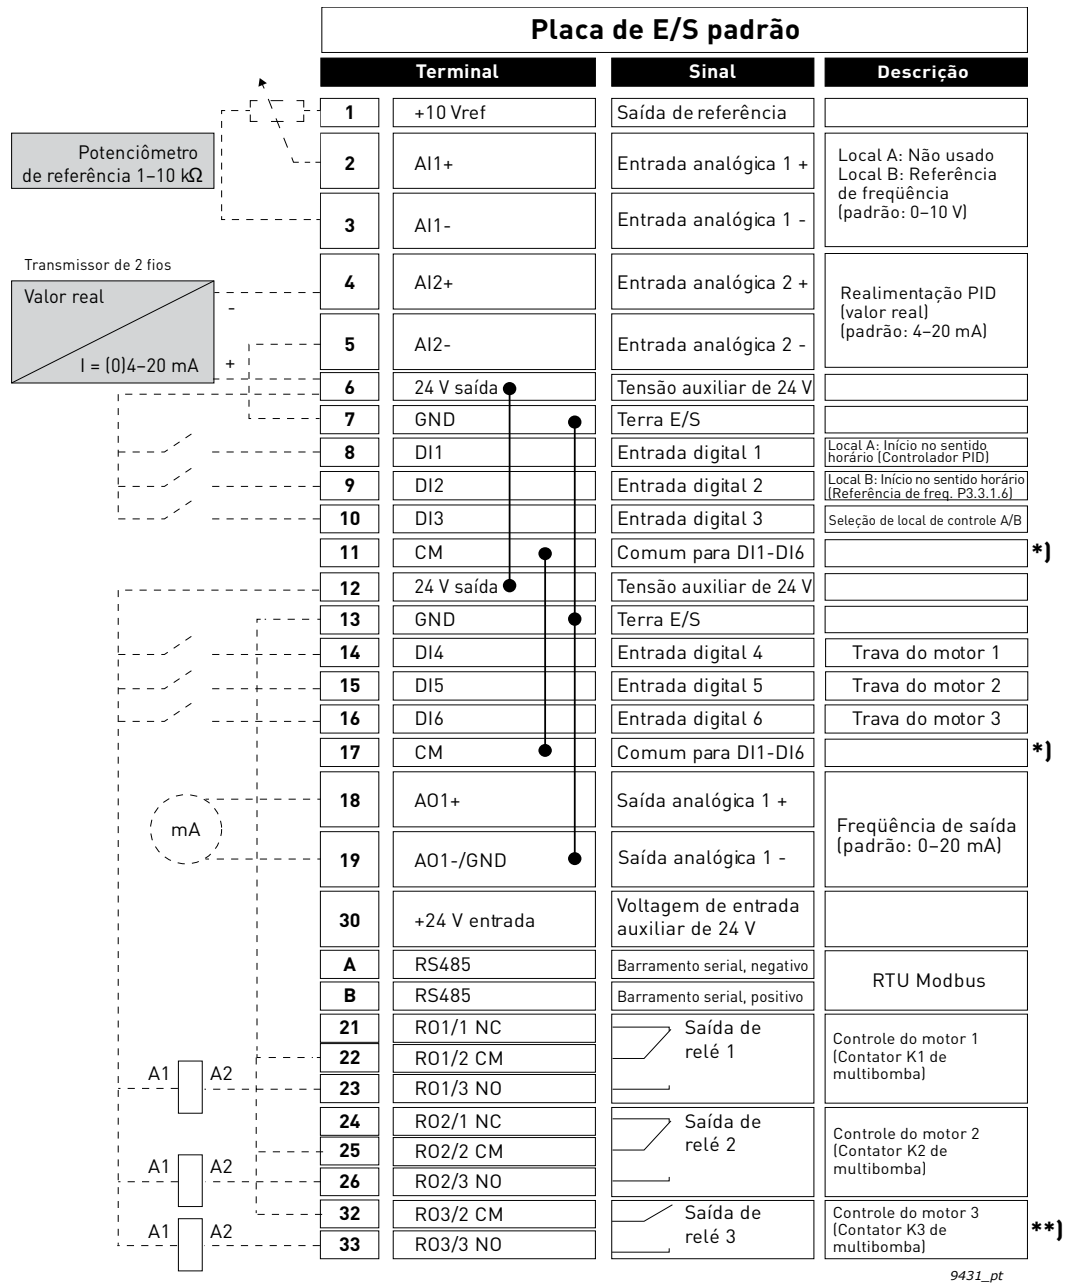 Placa de E/S padrão
Terminal Sinal Descrição
1 +10 Vref Saída de referência
Potenciômetro
de referência 1–10 kΩ
2 AI1+ Entrada analógica 1 +
Local A: Não usado
Local B: Referência
de freqüência
(padrão: 0–10 V)
3 AI1- Entrada analógica 1 -
Transmissor de 2 fios
Valor real
-
I = (0)4–20 mA
+
4 AI2+ Entrada analógica 2 +
Realimentação PID
(valor real)
(padrão: 4–20 mA)
5 AI2- Entrada analógica 2 -
6 24 V saída Tensão auxiliar de 24 V
7 GND Terra E/S
8 DI1 Entrada digital 1
Local A: Início no sentido
horário (Controlador PID)
9 DI2 Entrada digital 2
Local B: Início no sentido horário
(Referência de freq. P3.3.1.6)
10 DI3 Entrada digital 3 Seleção de local de controle A/B
11 CM Comum para DI1-DI6 *)
12 24 V saída Tensão auxiliar de 24 V
13 GND Terra E/S
14 DI4 Entrada digital 4 Trava do motor 1
15 DI5 Entrada digital 5 Trava do motor 2
16 DI6 Entrada digital 6 Trava do motor 3
17 CM Comum para DI1-DI6 *)
mA
18 AO1+ Saída analógica 1 +
Freqüência de saída
(padrão: 0–20 mA)
19 AO1-/GND Saída analógica 1 -
30 +24 V entrada
Voltagem de entrada
auxiliar de 24 V
A RS485 Barramento serial, negativo
RTU Modbus
B RS485 Barramento serial, positivo
21 RO1/1 NC
Saída de
relé 1
Controle do motor 1
(Contator K1 de
multibomba)
22 RO1/2 CM
A1 A2
23 RO1/3 NO
24 RO2/1 NC
Saída de
relé 2
Controle do motor 2
(Contator K2 de
multibomba)
25 RO2/2 CM
A1 A2
26 RO2/3 NO
32 RO3/2 CM
Saída de
relé 3
Controle do motor 3
(Contator K3 de
multibomba)
**)
A1 A2
33 RO3/3 NO
9431_pt